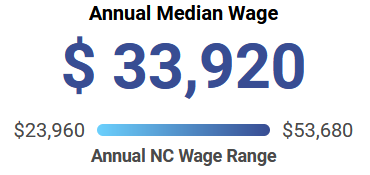 Annual Median Wage
$ 33,920
$23,960 $53,680
Annual NC Wage Range